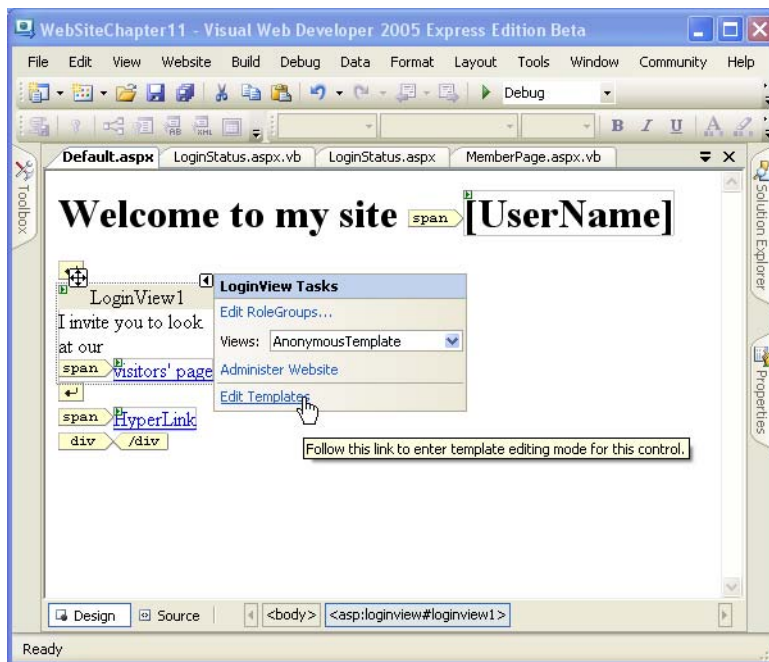 WebSiteChapter11 - Visual Web Developer 2005 Express Edition Beta
File Edit View Website Build Debug Data Format Layout Tools Window Community Help
Debug
B I U A
Default.aspx LoginStatus.aspx.vb LoginStatus.aspx MemberPage.aspx.vb
Toolbox
Solution Explorer
Properties
Welcome to my site span [UserName]
LoginView1
I invite you to look
at our
span visitors' page
span HyperLink
div /div
LoginView Tasks
Edit RoleGroups...
Views: AnonymousTemplate
Administer Website
Edit Templates
Follow this link to enter template editing mode for this control.
Design Source <body> <asp:loginview#loginview1>
Ready